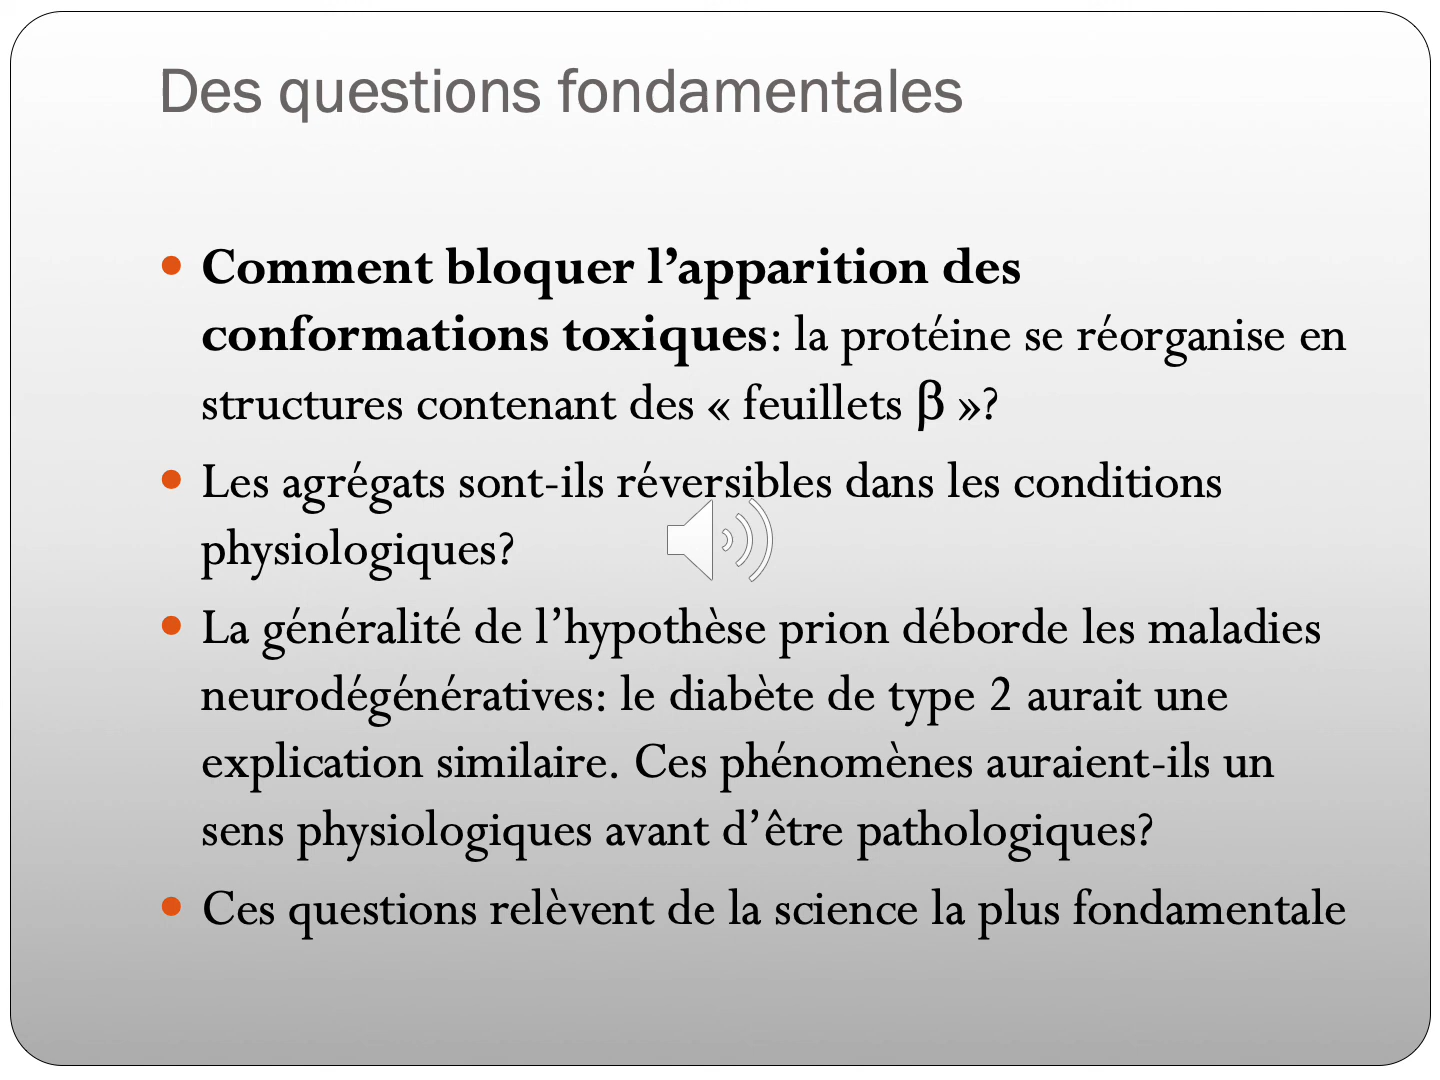 Des questions fondamentales
• Comment bloquer l’apparition des
conformations toxiques: la protéine se réorganise en
structures contenant des « feuillets β »?
• Les agrégats sont-ils réversibles dans les conditions
physiologiques?
• La généralité de l’hypothèse prion déborde les maladies
neurodégénératives: le diabète de type 2 aurait une
explication similaire. Ces phénomènes auraient-ils un
sens physiologiques avant d’être pathologiques?
• Ces questions relèvent de la science la plus fondamentale